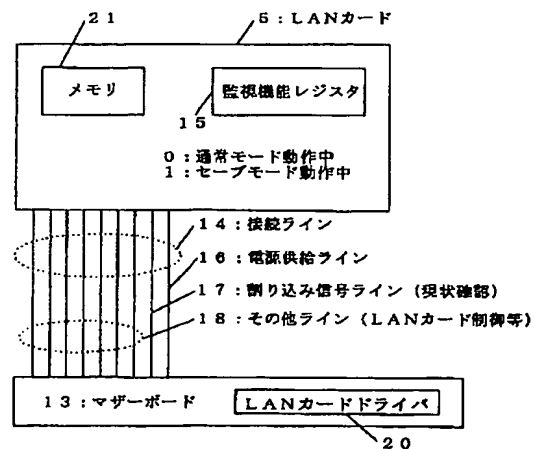 21
5:LANカード
メモリ
監視機能レジスタ
15
0:通常モード動作中
1:セーブモード動作中
14:接続ライン
16:電源供給ライン
17:割り込み信号ライン(現状確認)
18:その他ライン(LANカード制御等)
13:マザーボード
LANカードドライバ
20